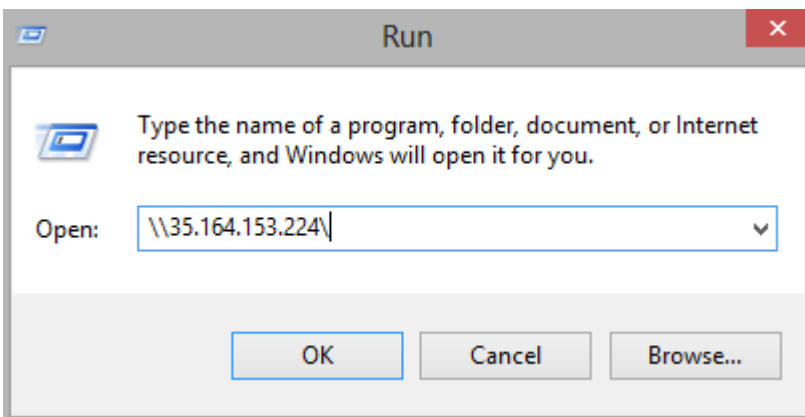 Run
Type the name of a program, folder, document, or Internet
resource, and Windows will open it for you.
Open:
\\35.164.153.224\
OK
Cancel
Browse...